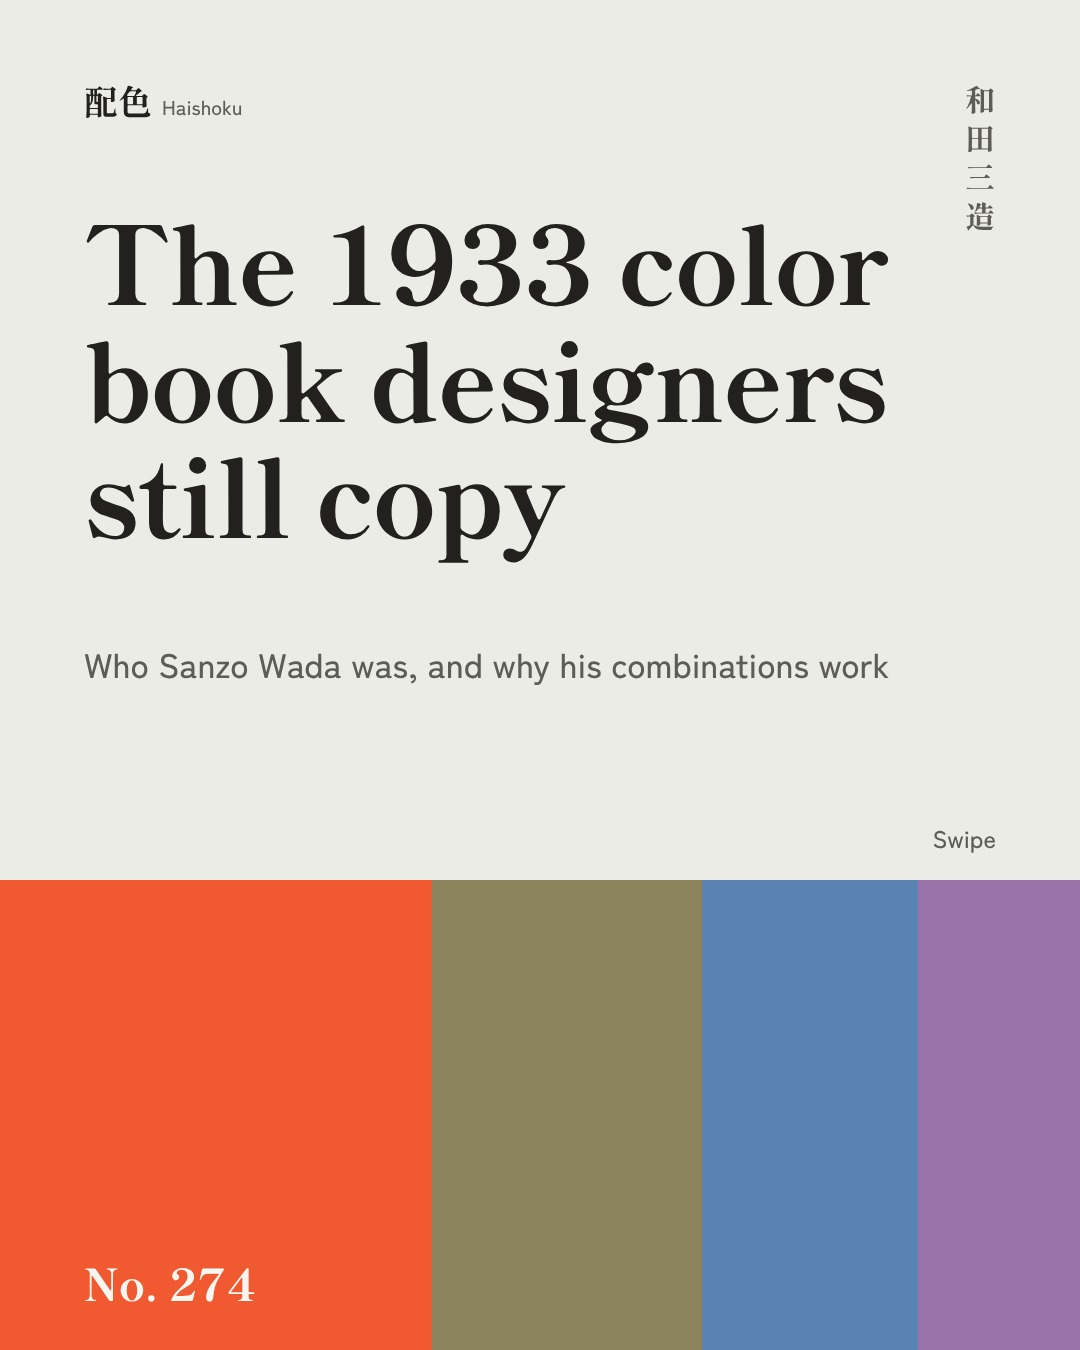 配色 Haishoku
和田三造
The 1933 color
book designers
still copy
Who Sanzo Wada was, and why his combinations work
Swipe
No. 274